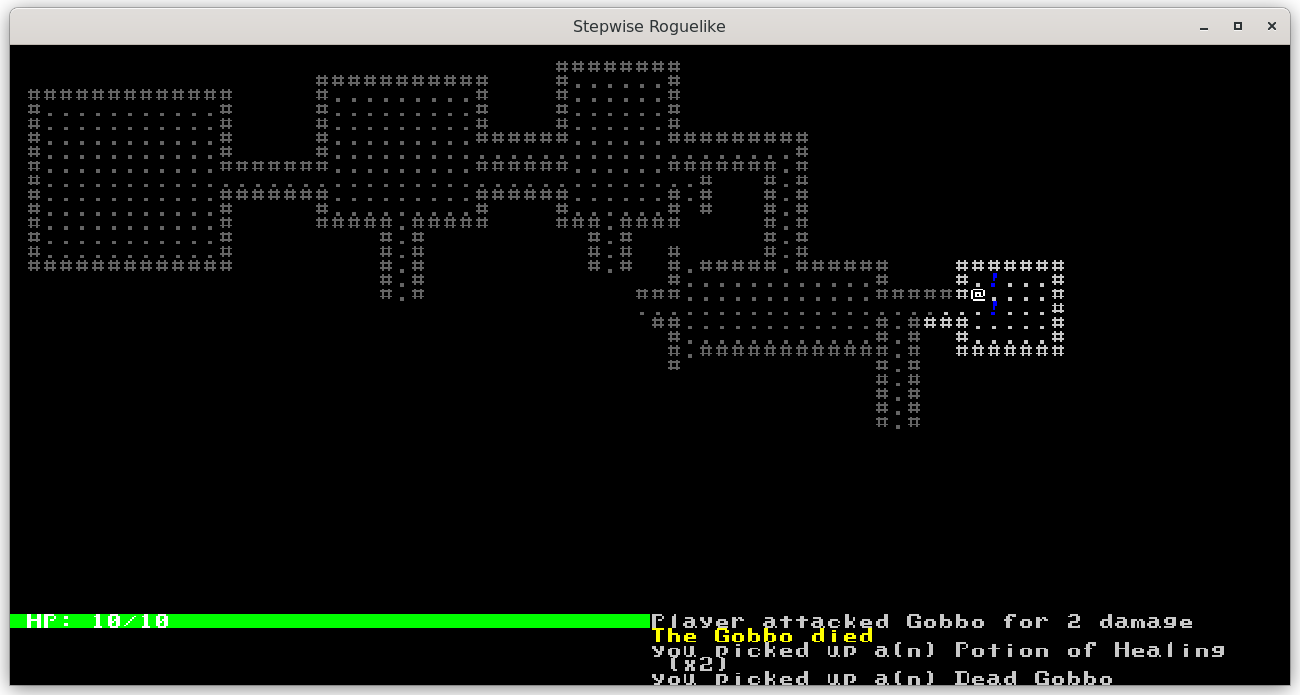 Stepwise Roguelike
HP: 10/10
Player attacked Gobbo for 2 damage
The Gobbo died
you picked up a(n) Potion of Healing
(x2)
you picked up a(n) Dead Gobbo